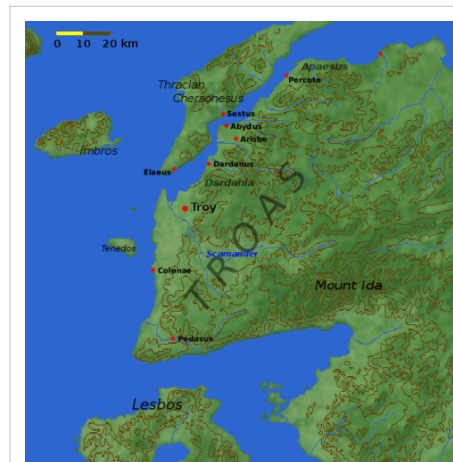 0 10 20 km
Apaesus
Percote
Thracian
Chersonesus
Sestus
Abydus
Arisbe
Imbros
Elaeus
Dardanus
Dardania
Troy
TROAS
Tenedos
Scamander
Colonae
Mount Ida
Pedasus
Lesbos